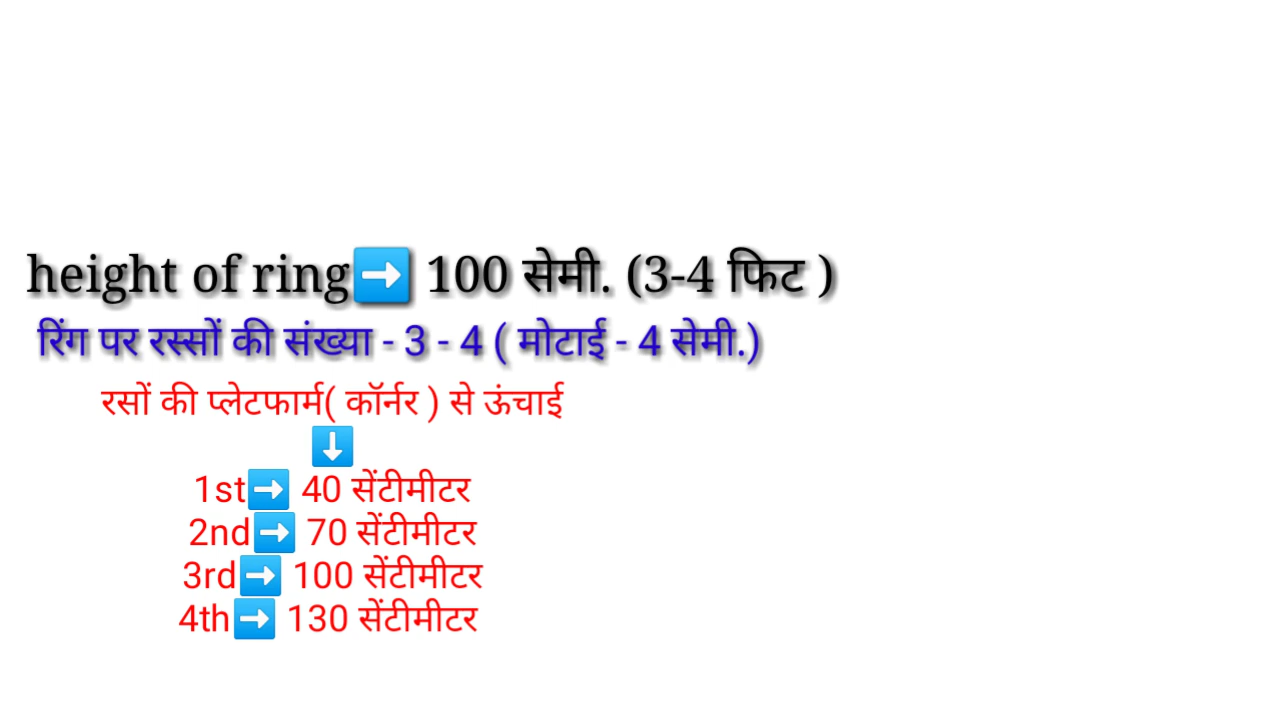 height of ring➡️ 100 सेमी. (3-4 फिट )
रिंग पर रस्सों की संख्या - 3 - 4 ( मोटाई - 4 सेमी.)
रसों की प्लेटफार्म( कॉर्नर ) से ऊंचाई
⬇️
1st➡️ 40 सेंटीमीटर
2nd➡️ 70 सेंटीमीटर
3rd➡️ 100 सेंटीमीटर
4th➡️ 130 सेंटीमीटर